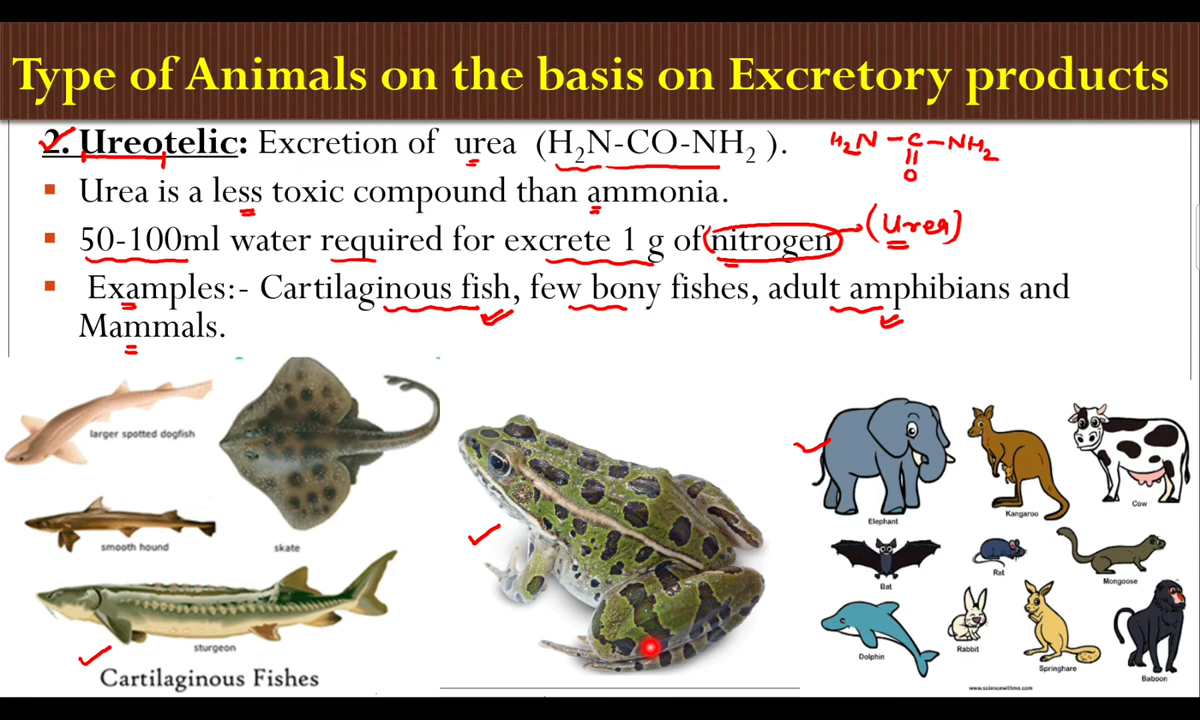 Type of Animals on the basis on Excretory products
2. Ureotelic: Excretion of urea (H₂N-CO-NH₂ ).
H₂N – C – NH₂
||
O
▪ Urea is a less toxic compound than ammonia.
▪ 50-100ml water required for excrete 1 g of nitrogen
(Urea)
▪ Examples:- Cartilaginous fish, few bony fishes, adult amphibians and
Mammals.
larger spotted dogfish
smooth hound
skate
sturgeon
Cartilaginous Fishes
Elephant
Kangaroo
Cow
Bat
Rat
Mongoose
Dolphin
Rabbit
Springhare
Baboon
www.sciencewithme.com